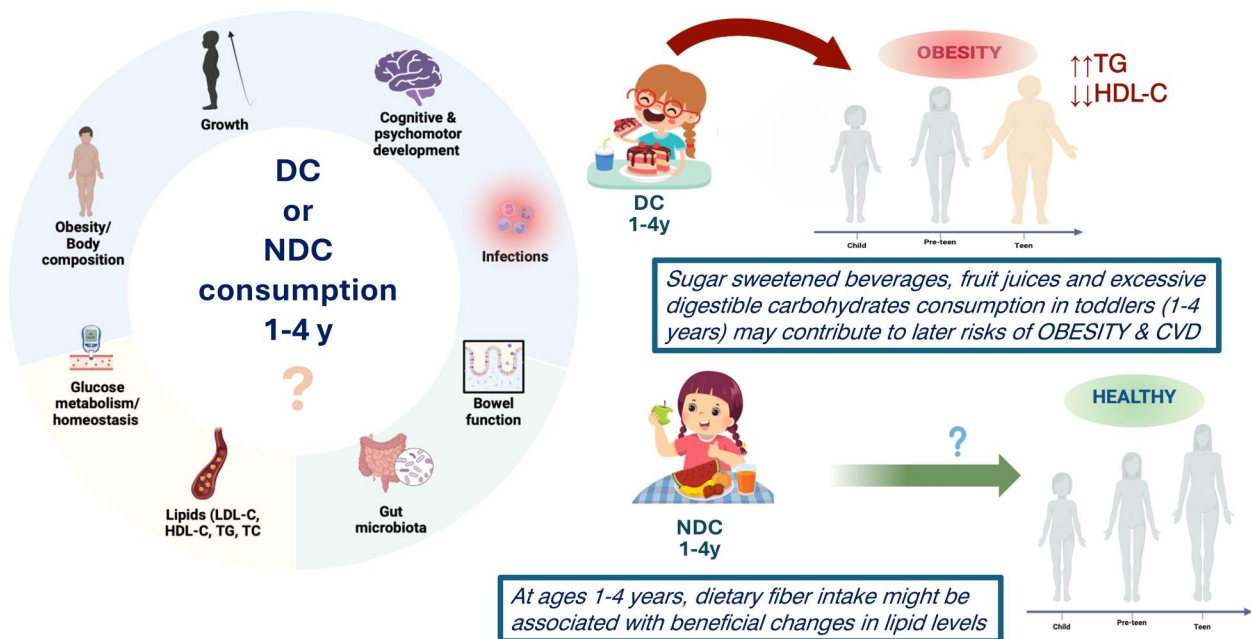 Growth
Cognitive &
psychomotor
development
Obesity/
Body
composition
Infections
DC
or
NDC
consumption
1-4 y
?
Glucose
metabolism/
homeostasis
Bowel
function
Lipids (LDL-C,
HDL-C, TG, TC
Gut
microbiota
DC
1-4y
OBESITY
↑↑TG
↓↓HDL-C
Child
Pre-teen
Teen
Sugar sweetened beverages, fruit juices and excessive
digestible carbohydrates consumption in toddlers (1-4
years) may contribute to later risks of OBESITY & CVD
NDC
1-4y
?
HEALTHY
Child
Pre-teen
Teen
At ages 1-4 years, dietary fiber intake might be
associated with beneficial changes in lipid levels